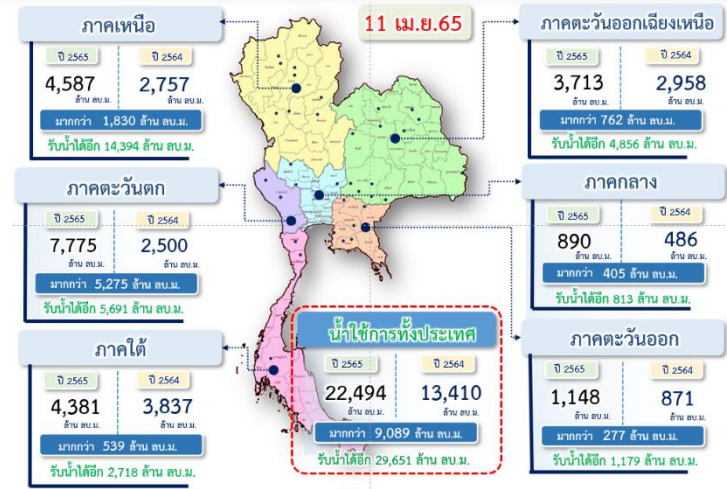 11 เม.ย.65
ภาคเหนือ
ปี 2565 ปี 2564
4,587 2,757
ล้าน ลบ.ม. ล้าน ลบ.ม.
มากกว่า 1,830 ล้าน ลบ.ม.
รับน้ำได้อีก 14,394 ล้าน ลบ.ม.
ภาคตะวันออกเฉียงเหนือ
ปี 2565 ปี 2564
3,713 2,958
ล้าน ลบ.ม. ล้าน ลบ.ม.
มากกว่า 762 ล้าน ลบ.ม.
รับน้ำได้อีก 4,856 ล้าน ลบ.ม.
ภาคตะวันตก
ปี 2565 ปี 2564
7,775 2,500
ล้าน ลบ.ม. ล้าน ลบ.ม.
มากกว่า 5,275 ล้าน ลบ.ม.
รับน้ำได้อีก 5,691 ล้าน ลบ.ม.
ภาคกลาง
ปี 2565 ปี 2564
890 486
ล้าน ลบ.ม. ล้าน ลบ.ม.
มากกว่า 405 ล้าน ลบ.ม.
รับน้ำได้อีก 813 ล้าน ลบ.ม.
ภาคใต้
ปี 2565 ปี 2564
4,381 3,837
ล้าน ลบ.ม. ล้าน ลบ.ม.
มากกว่า 539 ล้าน ลบ.ม.
รับน้ำได้อีก 2,718 ล้าน ลบ.ม.
น้ำใช้การทั้งประเทศ
ปี 2565 ปี 2564
22,494 13,410
ล้าน ลบ.ม. ล้าน ลบ.ม.
มากกว่า 9,089 ล้าน ลบ.ม.
รับน้ำได้อีก 29,651 ล้าน ลบ.ม.
ภาคตะวันออก
ปี 2565 ปี 2564
1,148 871
ล้าน ลบ.ม. ล้าน ลบ.ม.
มากกว่า 277 ล้าน ลบ.ม.
รับน้ำได้อีก 1,179 ล้าน ลบ.ม.